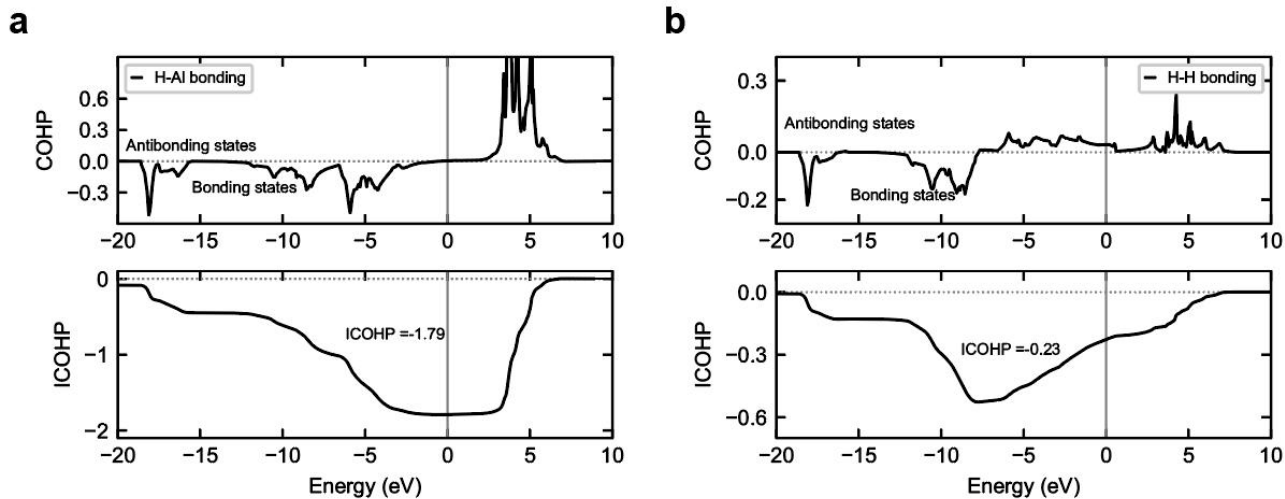 a
H-Al bonding
COHP
0.6
0.3
0.0
−0.3
Antibonding states
Bonding states
−20 −15 −10 −5 0 5 10
ICOHP
0
−1
−2
ICOHP =-1.79
−20 −15 −10 −5 0 5 10
Energy (eV)
b
H-H bonding
COHP
0.3
0.0
−0.2
Antibonding states
Bonding states
−20 −15 −10 −5 0 5 10
ICOHP
0.0
−0.3
−0.6
ICOHP =-0.23
−20 −15 −10 −5 0 5 10
Energy (eV)